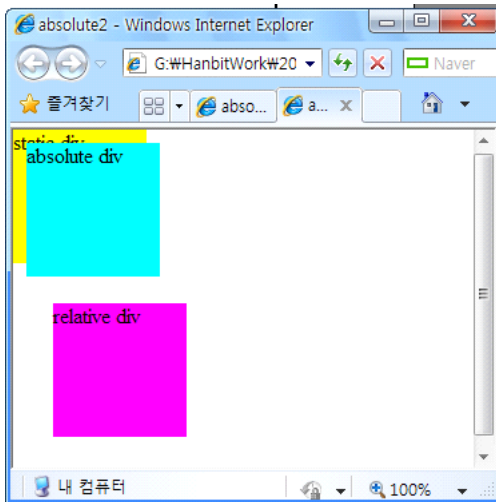 absolute2 - Windows Internet Explorer
G:₩HanbitWork₩20
Naver
즐겨찾기
abso...
a...
static div
absolute div
relative div
내 컴퓨터
100%